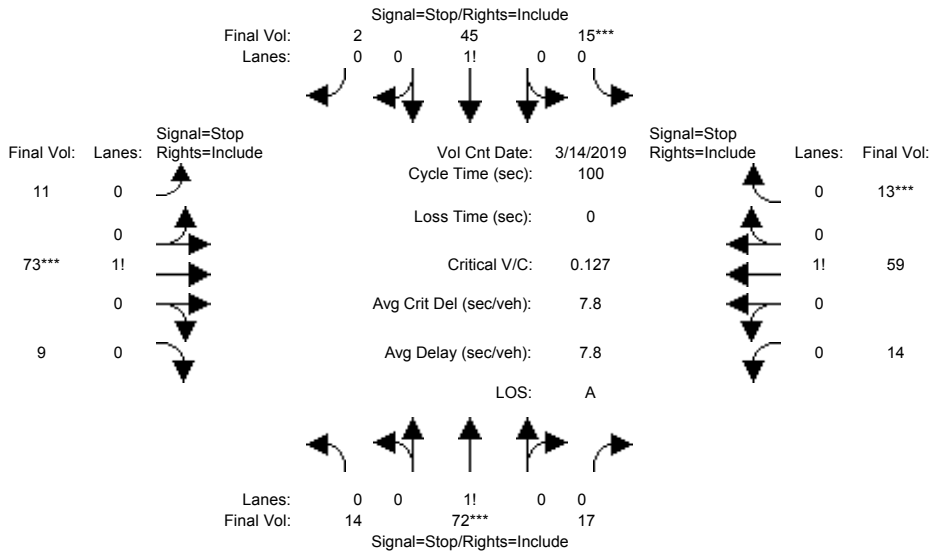 Signal=Stop/Rights=Include
Final Vol: 2 45 15***
Lanes: 0 0 1! 0 0
Signal=Stop Signal=Stop
Final Vol: Lanes: Rights=Include Vol Cnt Date: 3/14/2019 Rights=Include Lanes: Final Vol:
Cycle Time (sec): 100
11 0 0 13***
Loss Time (sec): 0
0 0
73*** 1! Critical V/C: 0.127 1! 59
0 Avg Crit Del (sec/veh): 7.8 0
9 0 Avg Delay (sec/veh): 7.8 0 14
LOS: A
Lanes: 0 0 1! 0 0
Final Vol: 14 72*** 17
Signal=Stop/Rights=Include